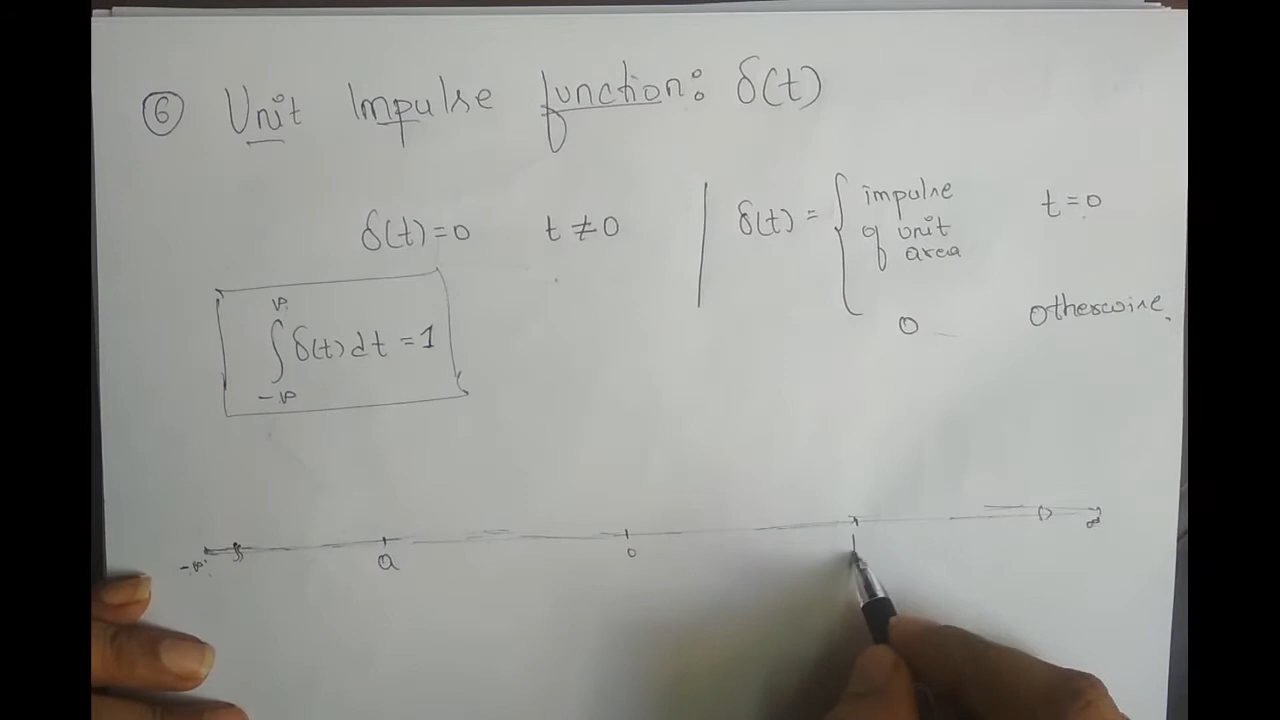 ⑥ Unit Impulse function: δ(t)
δ(t)=0 t≠0
δ(t)= { impulse t=0
of unit
area
0 otherwise,
∞
∫ δ(t)dt =1
-∞
-∞ a 0 ∞